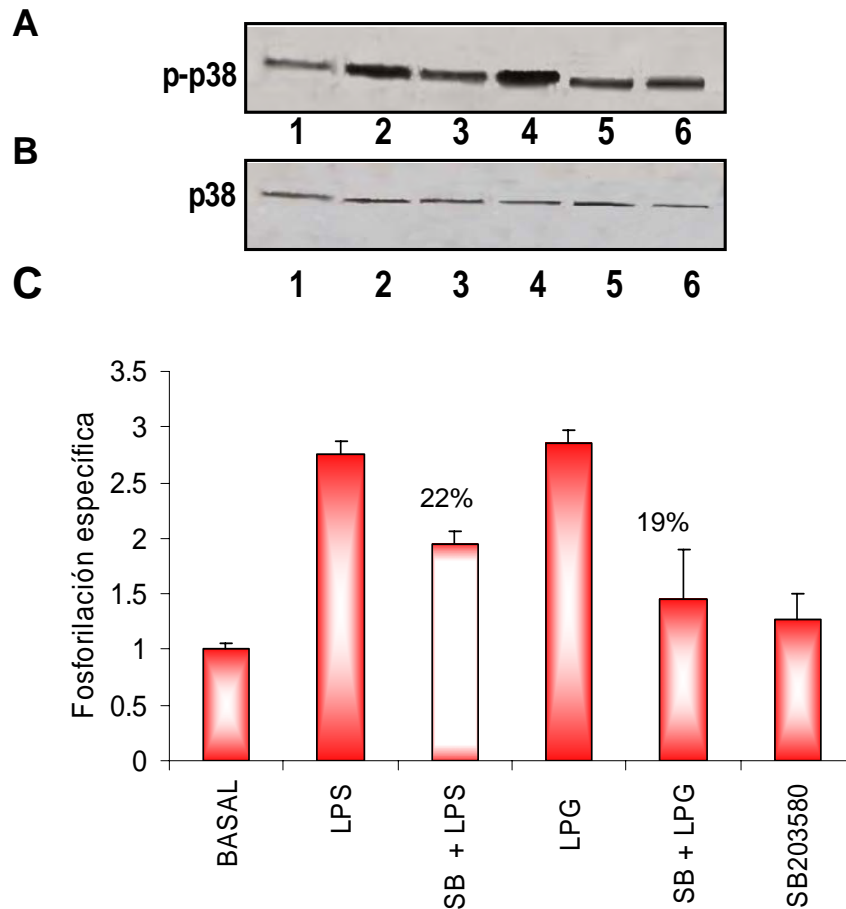 A
p-p38
1 2 3 4 5 6
B
p38
1 2 3 4 5 6
C
Fosforilación específica
3.5
3
2.5
2
1.5
1
0.5
0
22%
19%
BASAL
LPS
SB + LPS
LPG
SB + LPG
SB203580